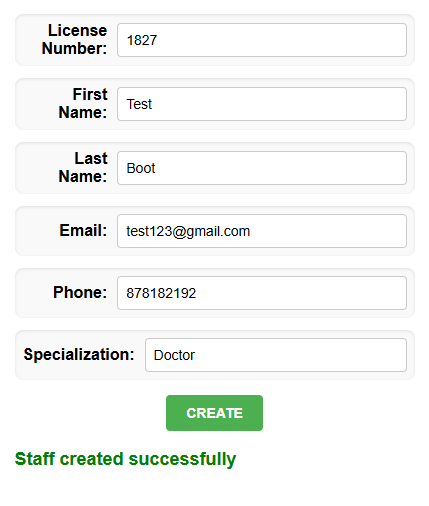 License
Number:
1827
First
Name:
Test
Last
Name:
Boot
Email:
test123@gmail.com
Phone:
878182192
Specialization:
Doctor
CREATE
Staff created successfully